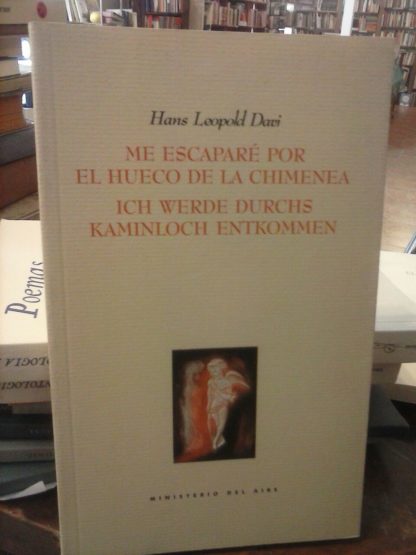 Hans Leopold Davi
ME ESCAPARÉ POR
EL HUECO DE LA CHIMENEA
ICH WERDE DURCHS
KAMINLOCH ENTKOMMEN
MINISTERIO DEL AIRE
Poemas